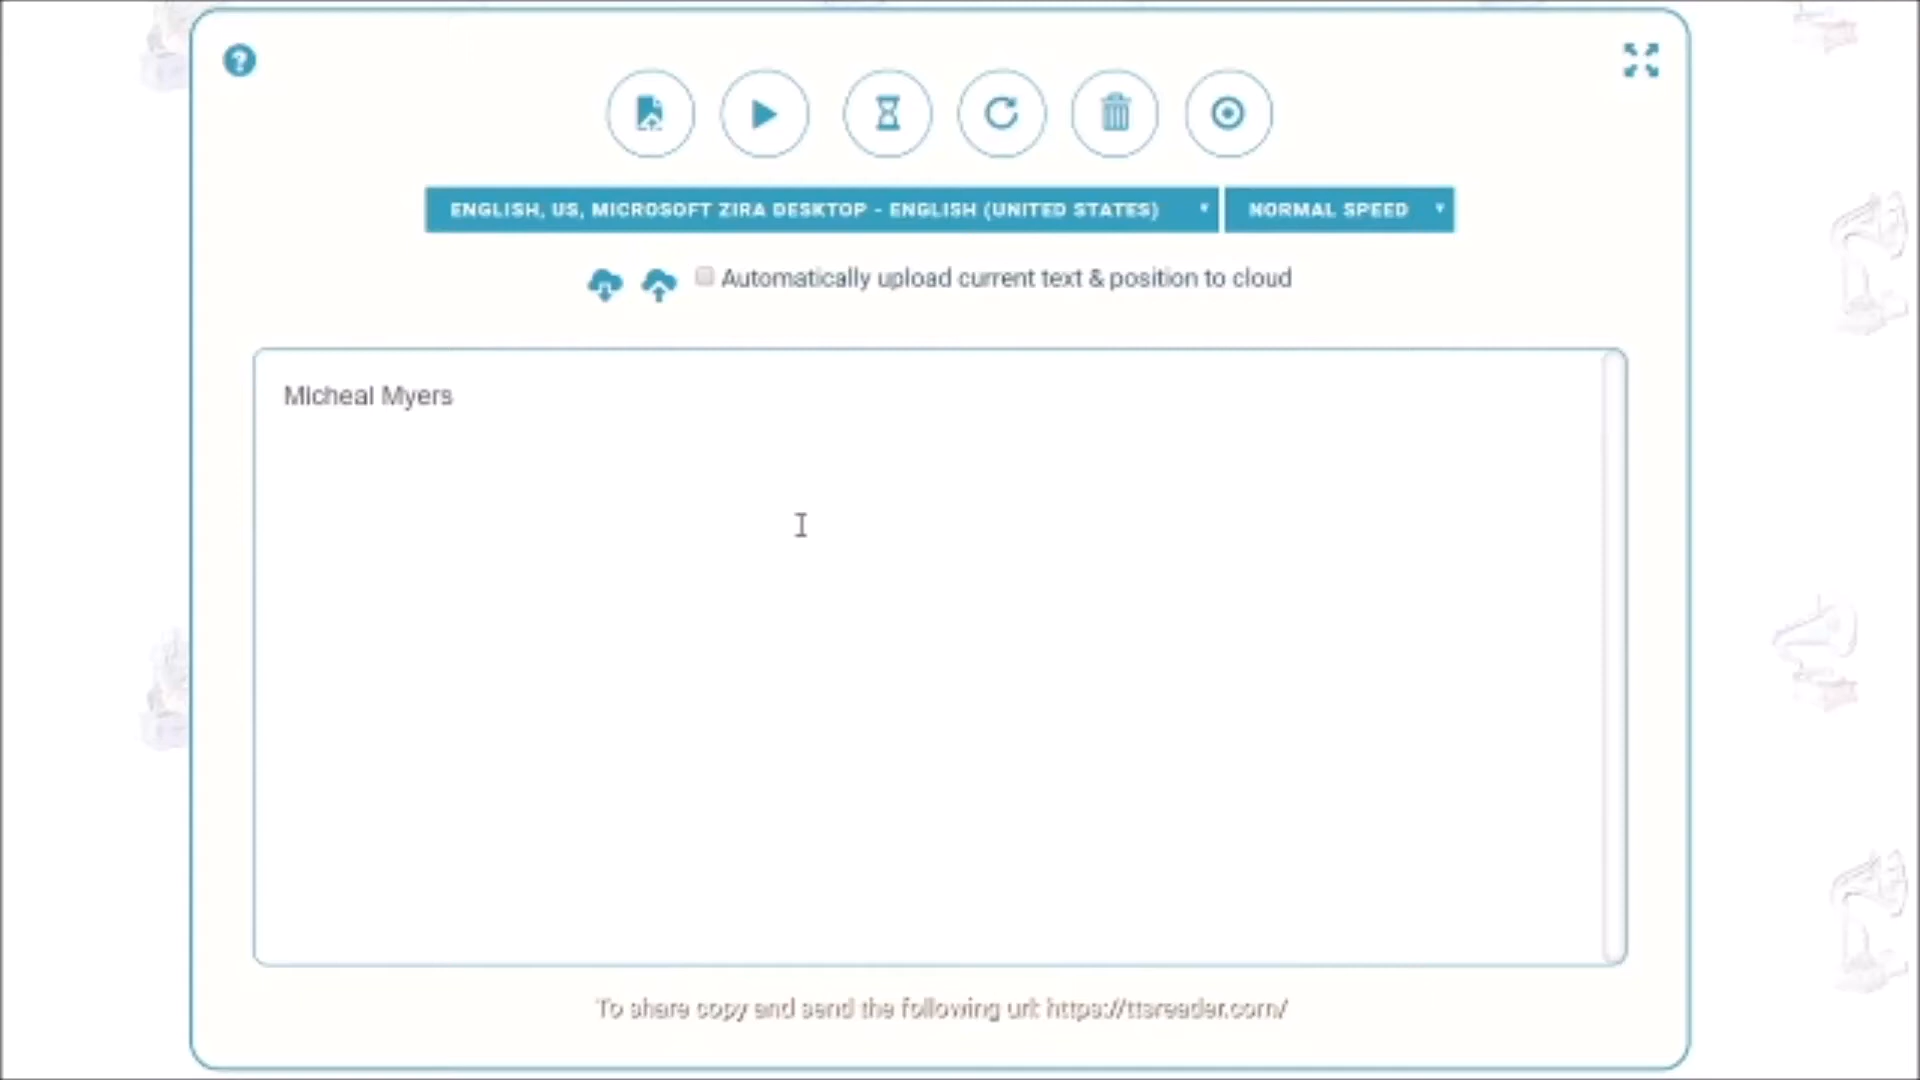 ENGLISH, US, MICROSOFT ZIRA DESKTOP - ENGLISH (UNITED STATES)
NORMAL SPEED
Automatically upload current text & position to cloud
Micheal Myers
To share copy and send the following url: https://ttsreader.com/